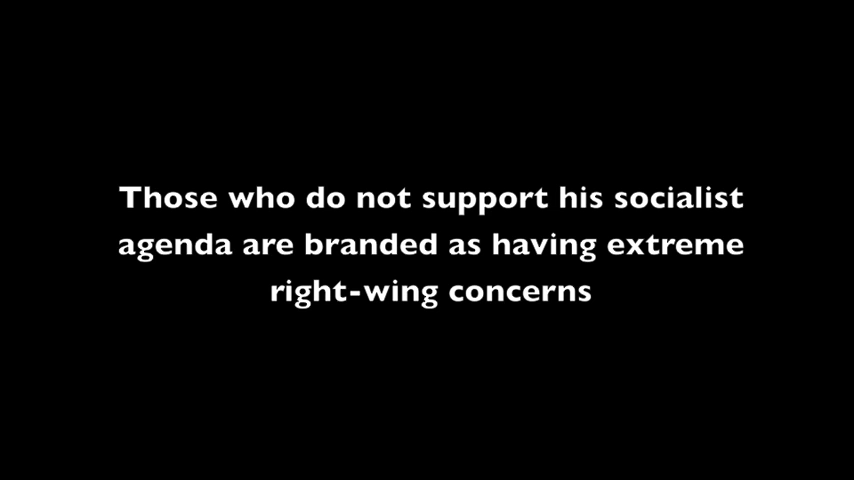 Those who do not support his socialist
agenda are branded as having extreme
right-wing concerns